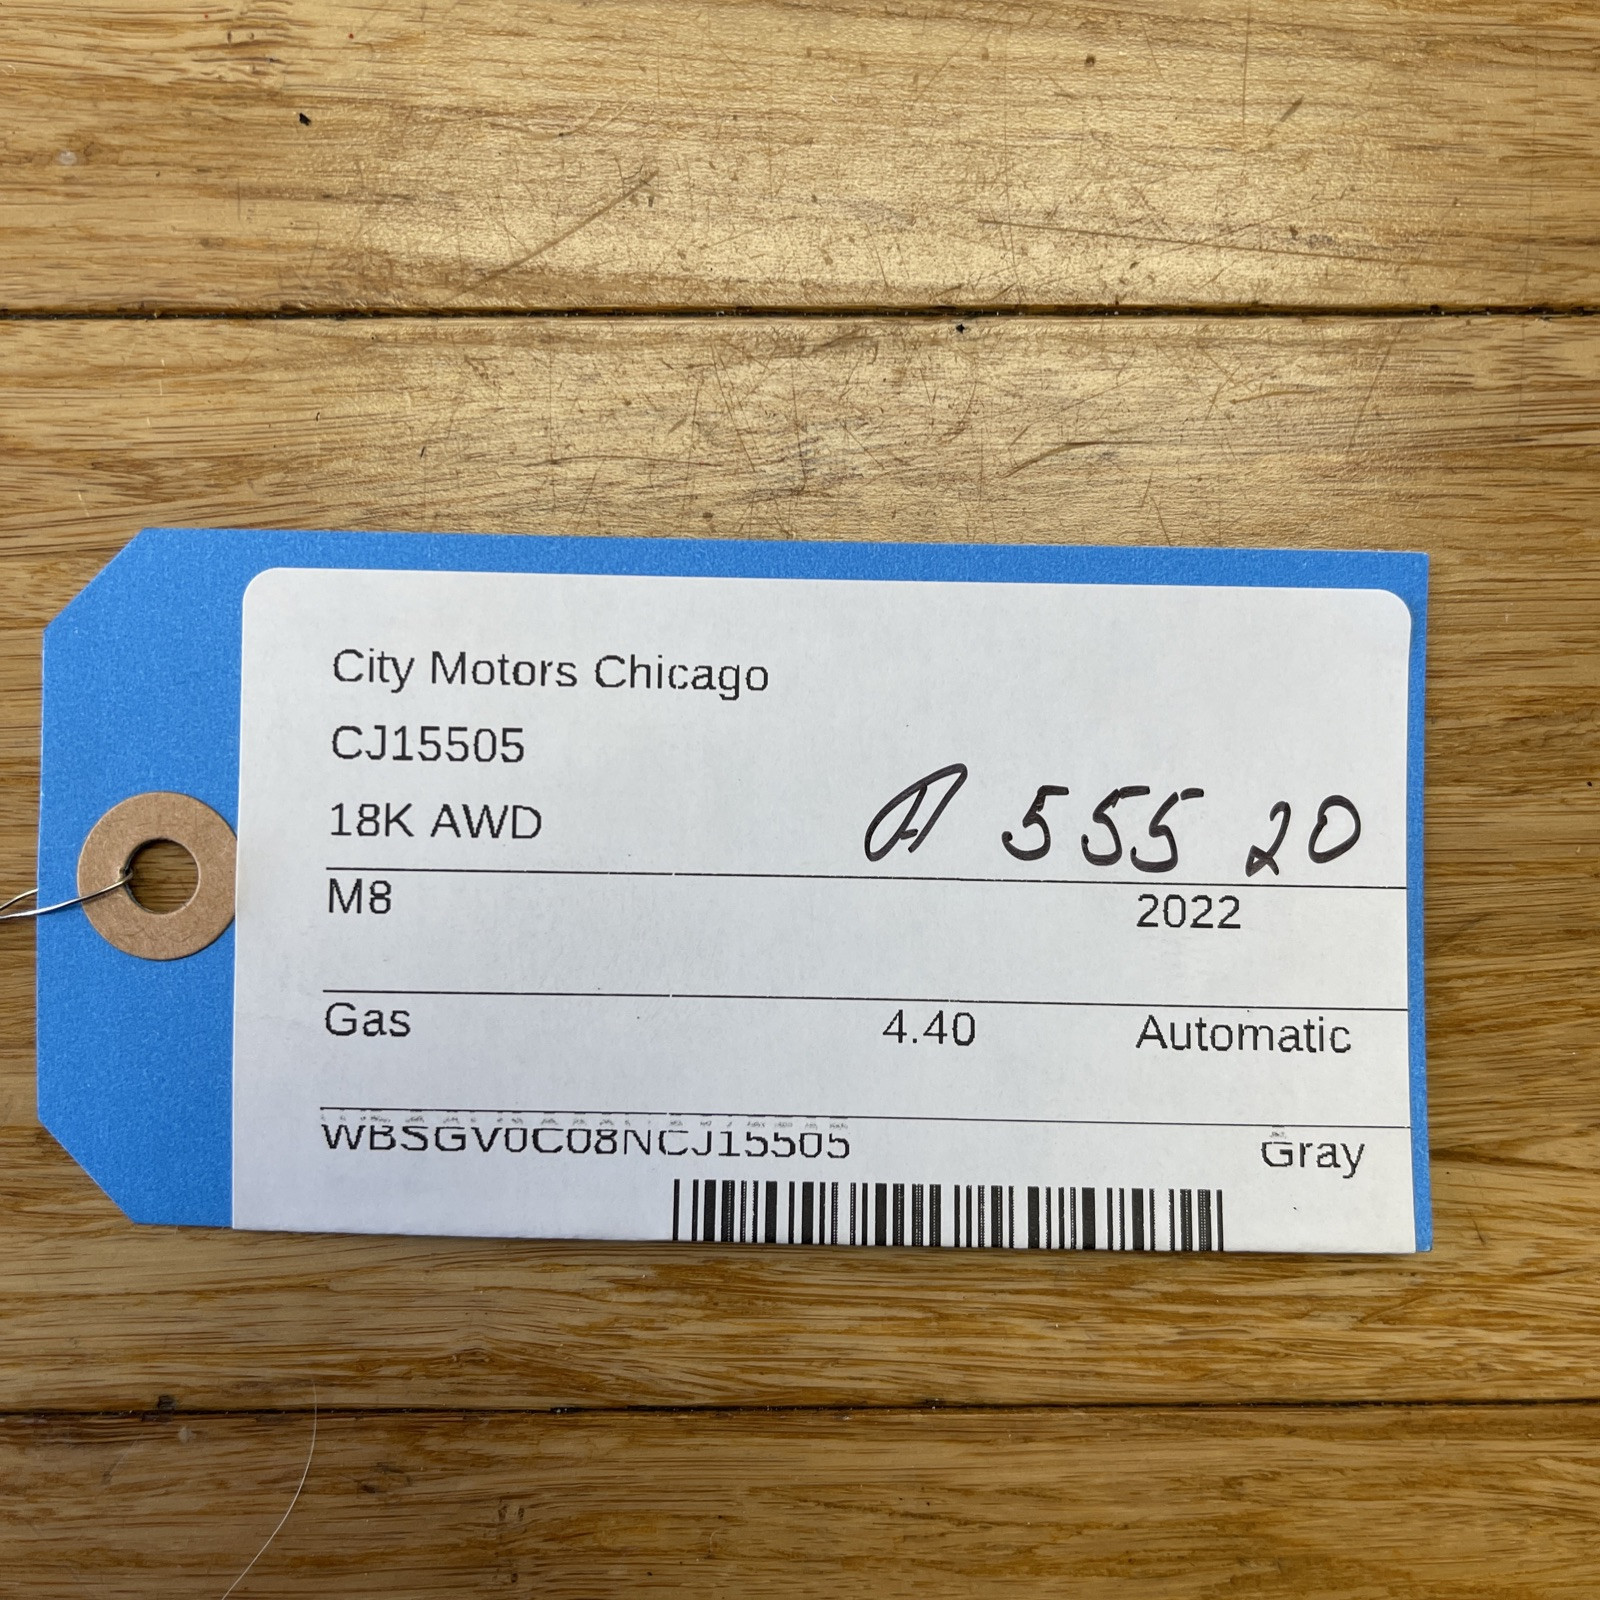 City Motors Chicago
CJ15505
18K AWD
A 555 20
M8 2022
Gas 4.40 Automatic
WBSGV0C08NCJ15505 Gray